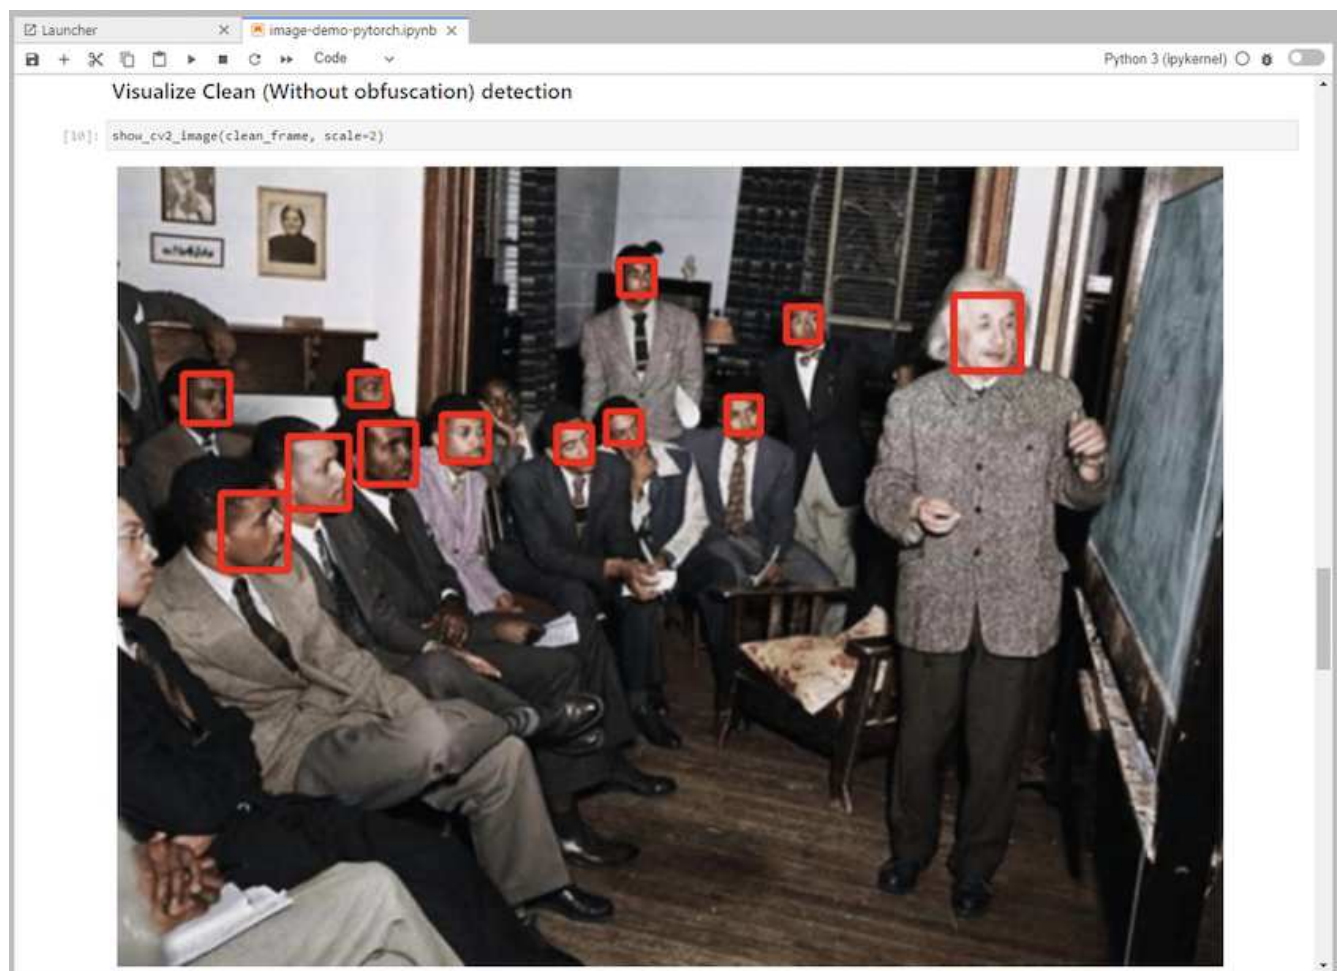 Launcher
image-demo-pytorch.ipynb
Code
Python 3 (ipykernel)
Visualize Clean (Without obfuscation) detection
[10]: show_cv2_image(clean_frame, scale=2)